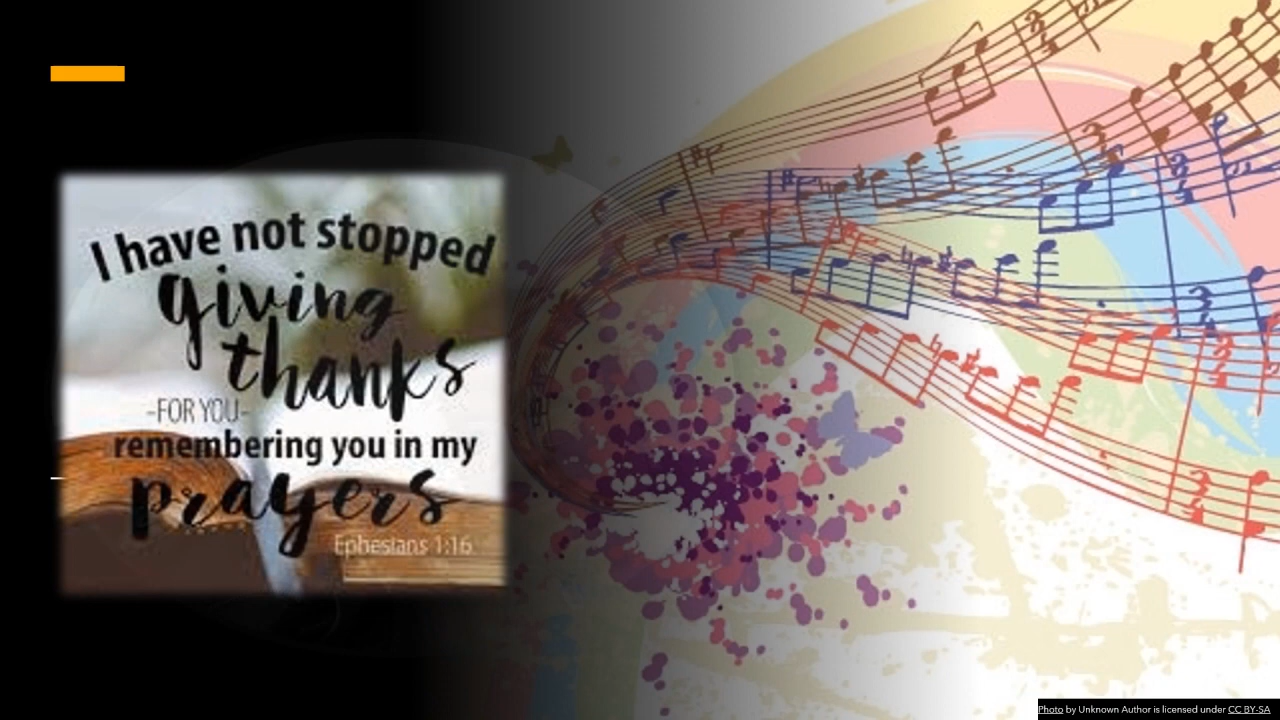 I have not stopped
giving
thanks
-FOR YOU-
remembering you in my
prayers
Ephesians 1:16
Photo by Unknown Author is licensed under CC BY-SA